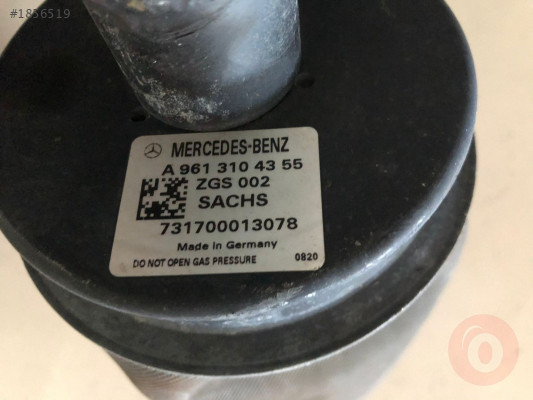 #1856519
MERCEDES-BENZ
A 961 310 43 55
ZGS 002
SACHS
731700013078
Made in Germany
DO NOT OPEN GAS PRESSURE 0820